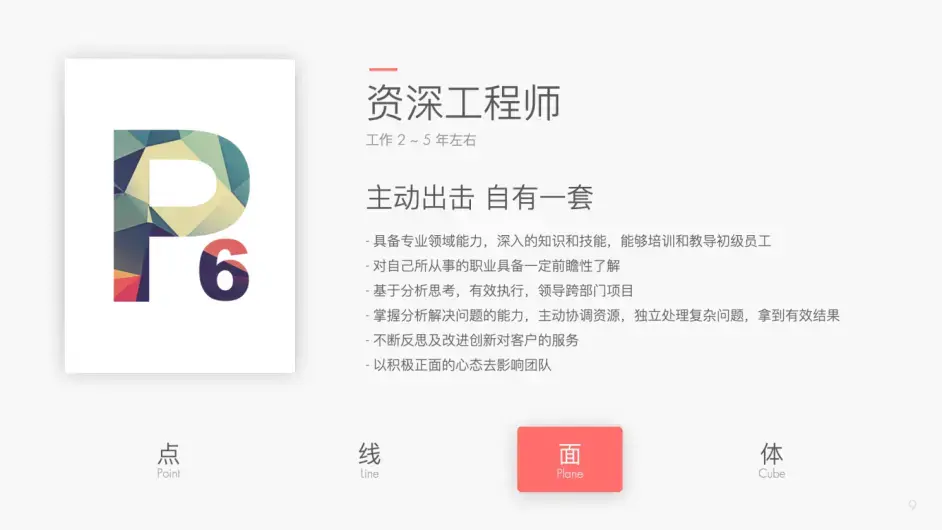 P6
资深工程师
工作 2 ~ 5 年左右
主动出击 自有一套
- 具备专业领域能力，深入的知识和技能，能够培训和教导初级员工
- 对自己所从事的职业具备一定前瞻性了解
- 基于分析思考，有效执行，领导跨部门项目
- 掌握分析解决问题的能力，主动协调资源，独立处理复杂问题，拿到有效结果
- 不断反思及改进创新对客户的服务
- 以积极正面的心态去影响团队
点 线 面 体
Point Line Plane Cube
9